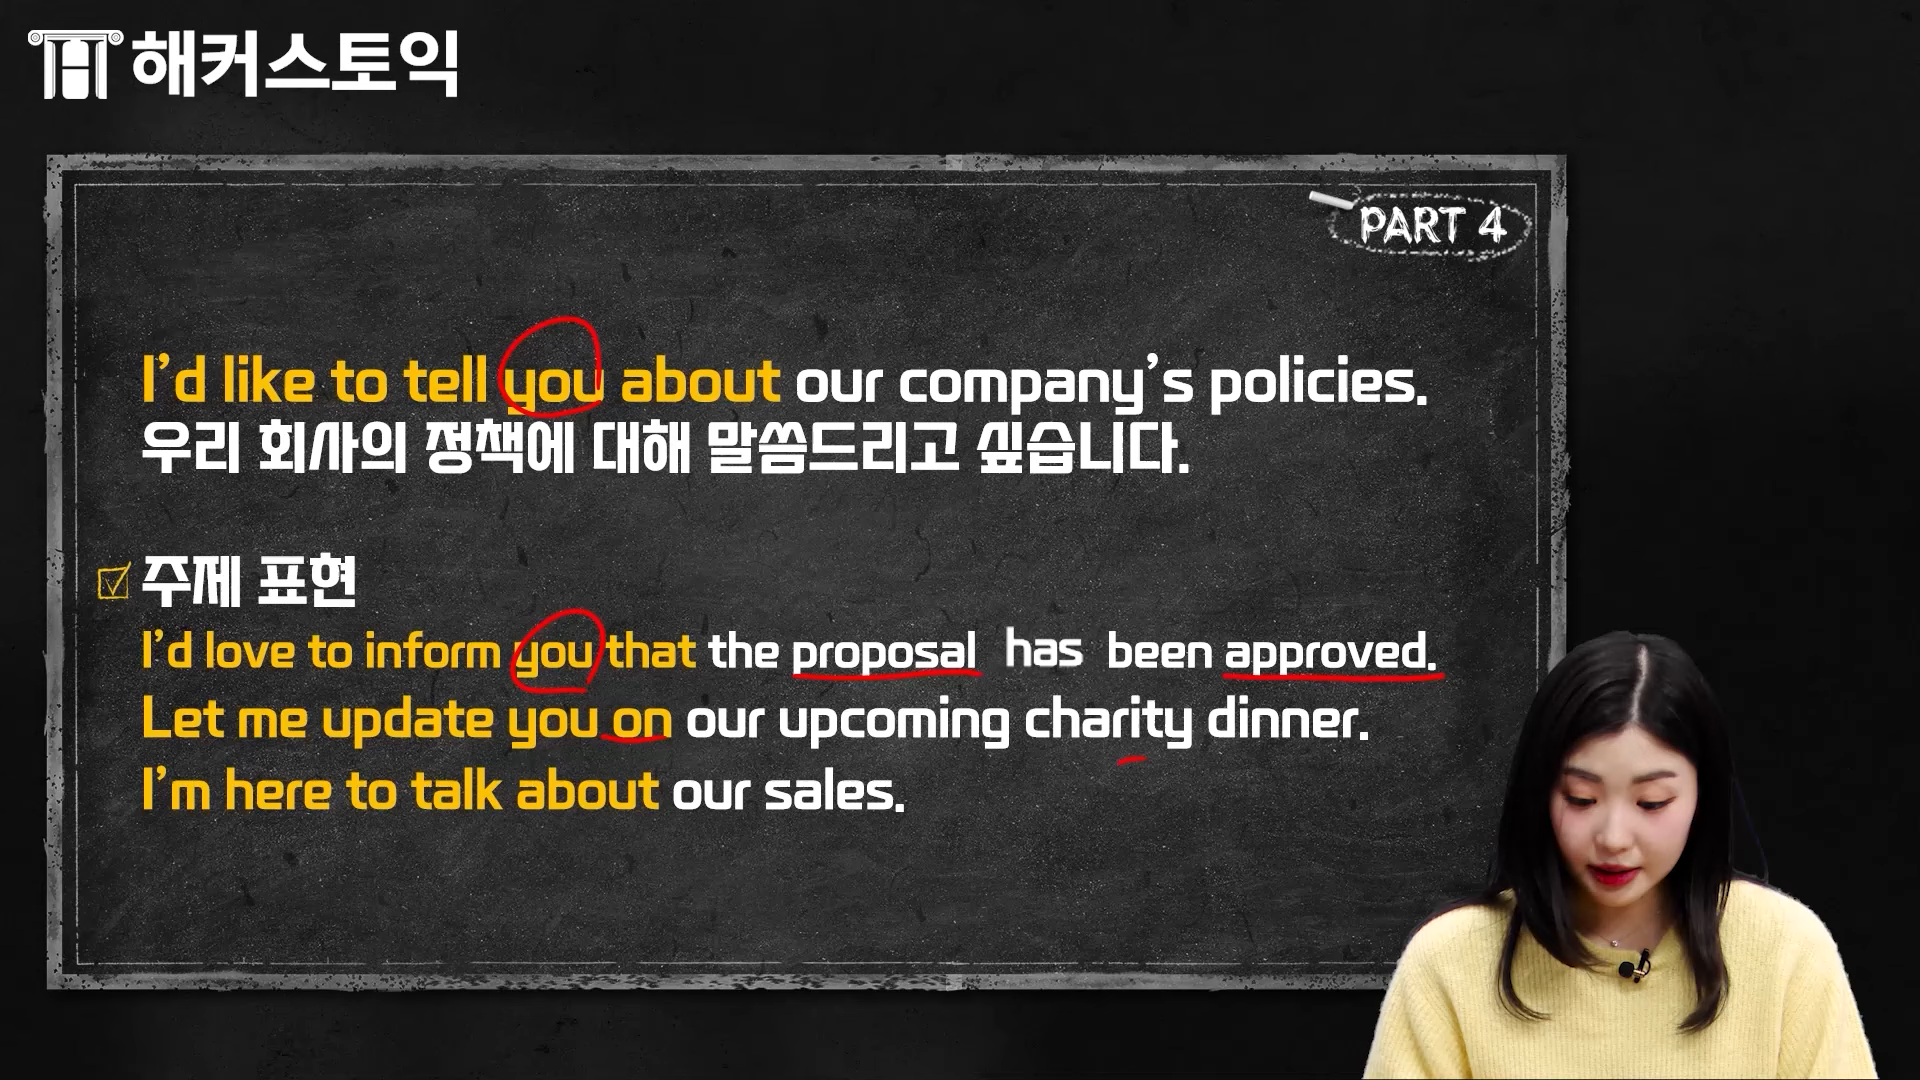 해커스토익
PART 4
I'd like to tell you about our company's policies.
우리 회사의 정책에 대해 말씀드리고 싶습니다.
주제 표현
I'd love to inform you that the proposal has been approved.
Let me update you on our upcoming charity dinner.
I'm here to talk about our sales.